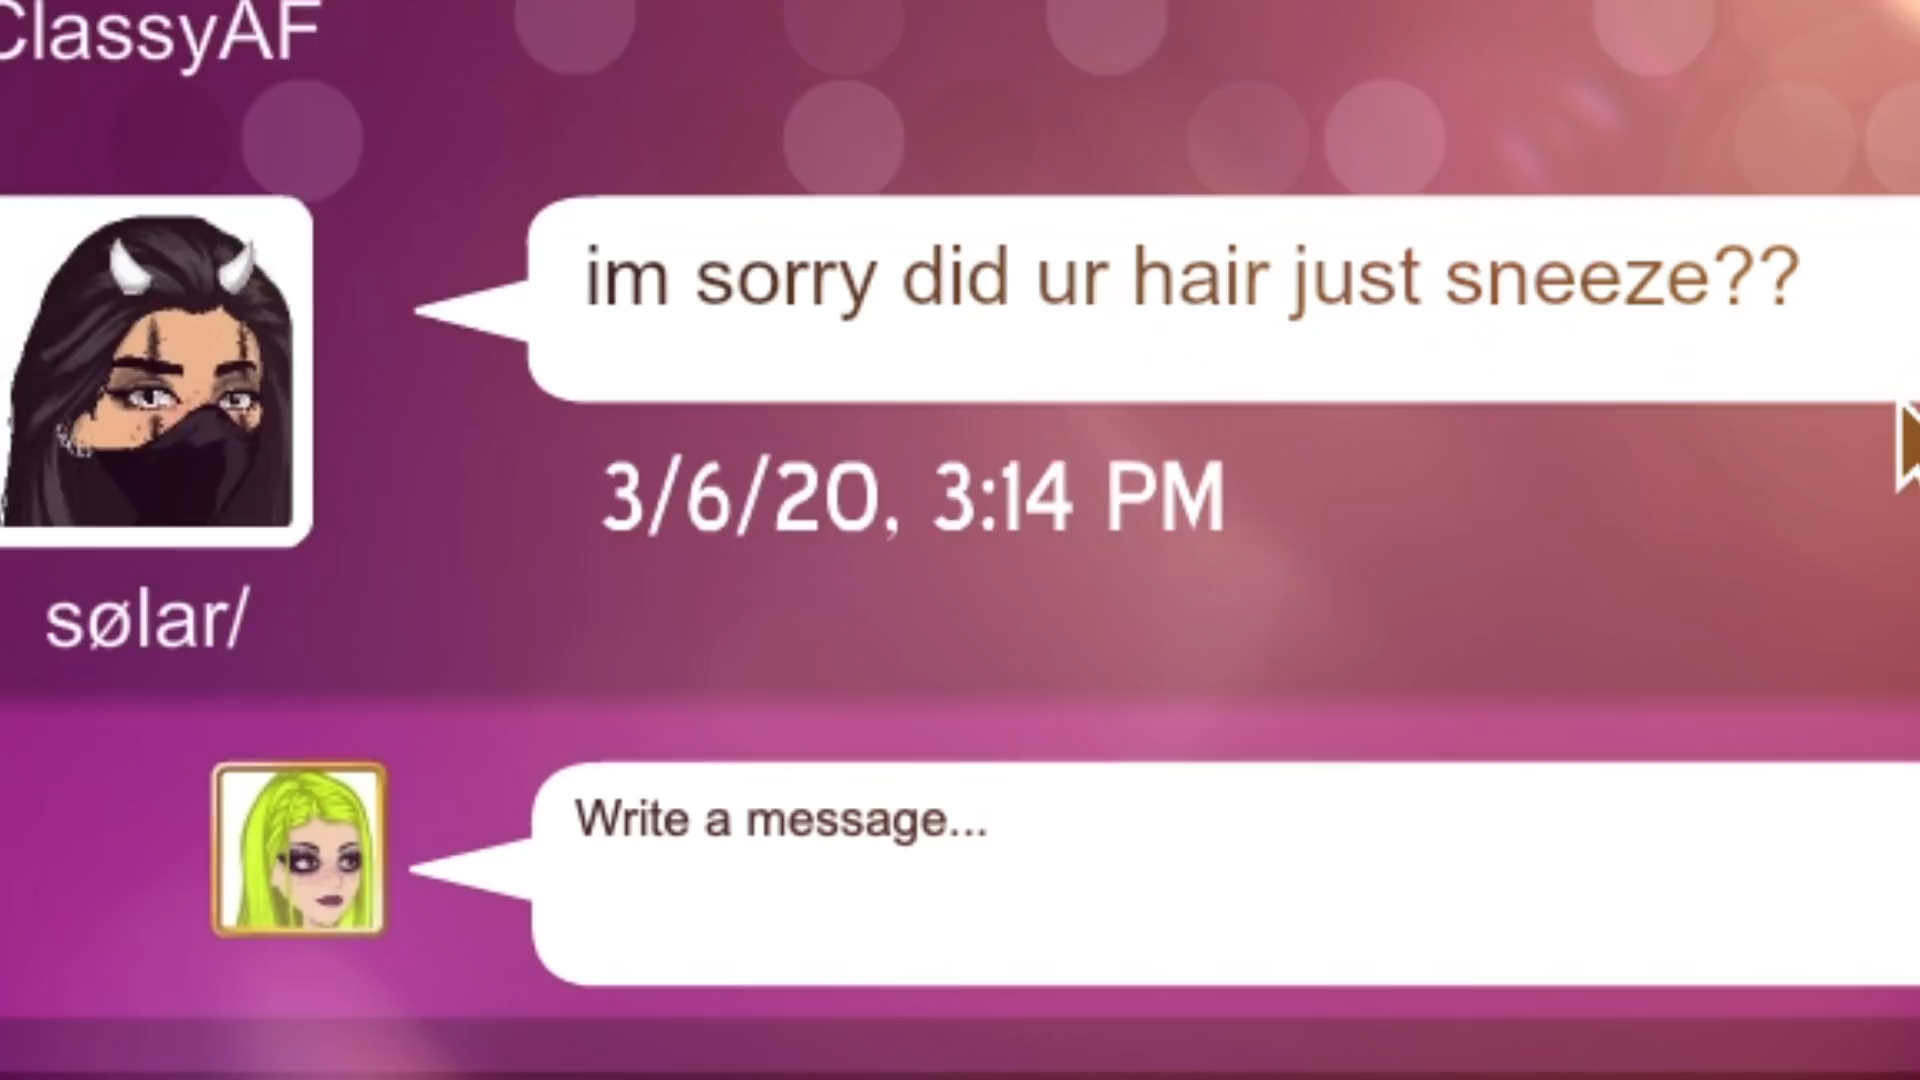 ClassyAF
im sorry did ur hair just sneeze??
3/6/20, 3:14 PM
sølar/
Write a message...